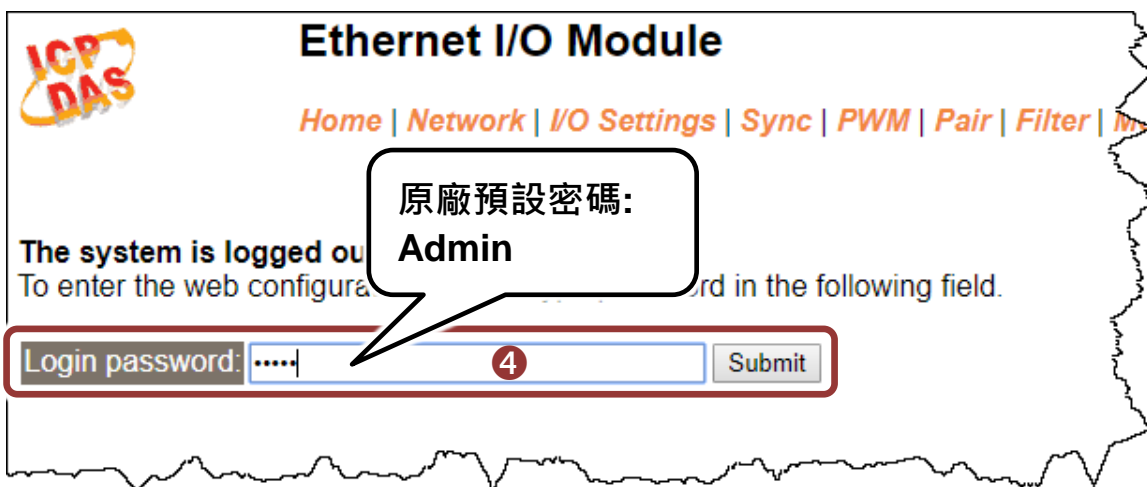 ICP
DAS
Ethernet I/O Module
Home | Network | I/O Settings | Sync | PWM | Pair | Filter |
原廠預設密碼:
Admin
The system is logged ou
To enter the web configura rd in the following field.
Login password: ••••• ❹ Submit